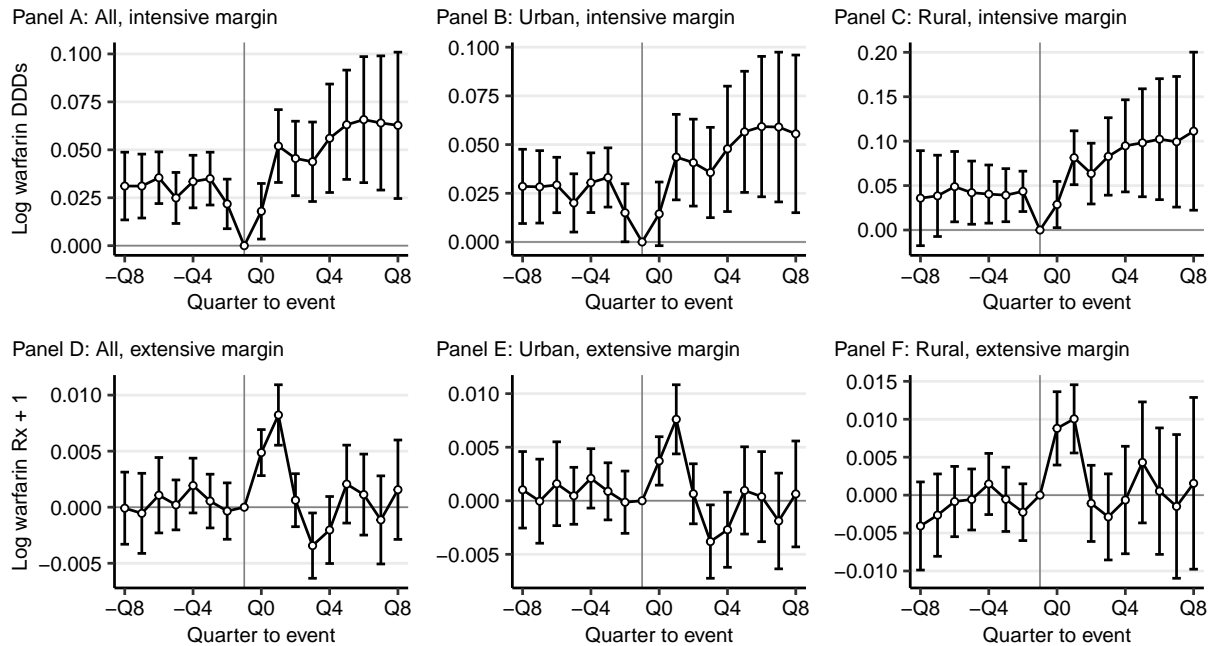 Panel A: All, intensive margin
Log warfarin DDDs
0.100
0.075
0.050
0.025
0.000
−Q8 −Q4 Q0 Q4 Q8
Quarter to event
Panel B: Urban, intensive margin
0.100
0.075
0.050
0.025
0.000
−Q8 −Q4 Q0 Q4 Q8
Quarter to event
Panel C: Rural, intensive margin
0.20
0.15
0.10
0.05
0.00
−Q8 −Q4 Q0 Q4 Q8
Quarter to event
Panel D: All, extensive margin
Log warfarin Rx + 1
0.010
0.005
0.000
−0.005
−Q8 −Q4 Q0 Q4 Q8
Quarter to event
Panel E: Urban, extensive margin
0.010
0.005
0.000
−0.005
−Q8 −Q4 Q0 Q4 Q8
Quarter to event
Panel F: Rural, extensive margin
0.015
0.010
0.005
0.000
−0.005
−0.010
−Q8 −Q4 Q0 Q4 Q8
Quarter to event